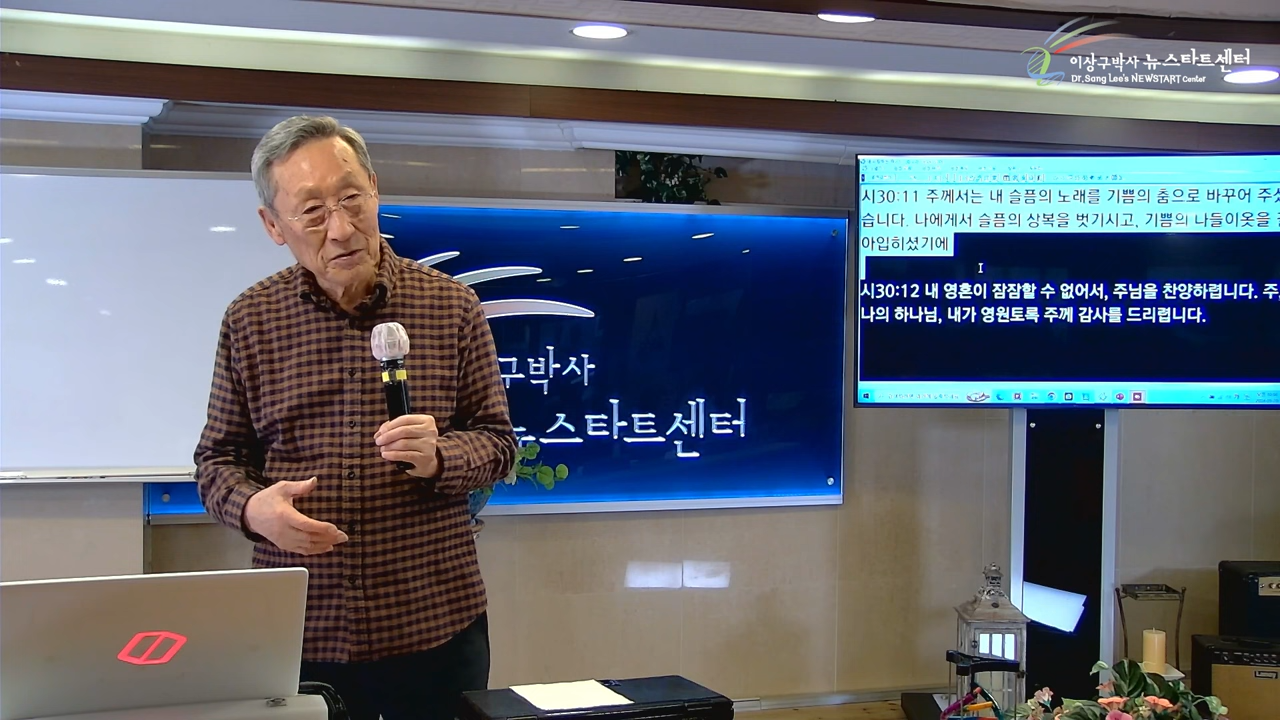 이상구박사 뉴스타트센터
Dr. Sang Lee's NEWSTART Center
시30:11 주께서는 내 슬픔의 노래를 기쁨의 춤으로 바꾸어 주셨
습니다. 나에게서 슬픔의 상복을 벗기시고, 기쁨의 나들이옷을
아입히셨기에
시30:12 내 영혼이 잠잠할 수 없어서, 주님을 찬양하렵니다. 주,
나의 하나님, 내가 영원토록 주께 감사를 드리렵니다.
구박사
뉴스타트센터
Laney